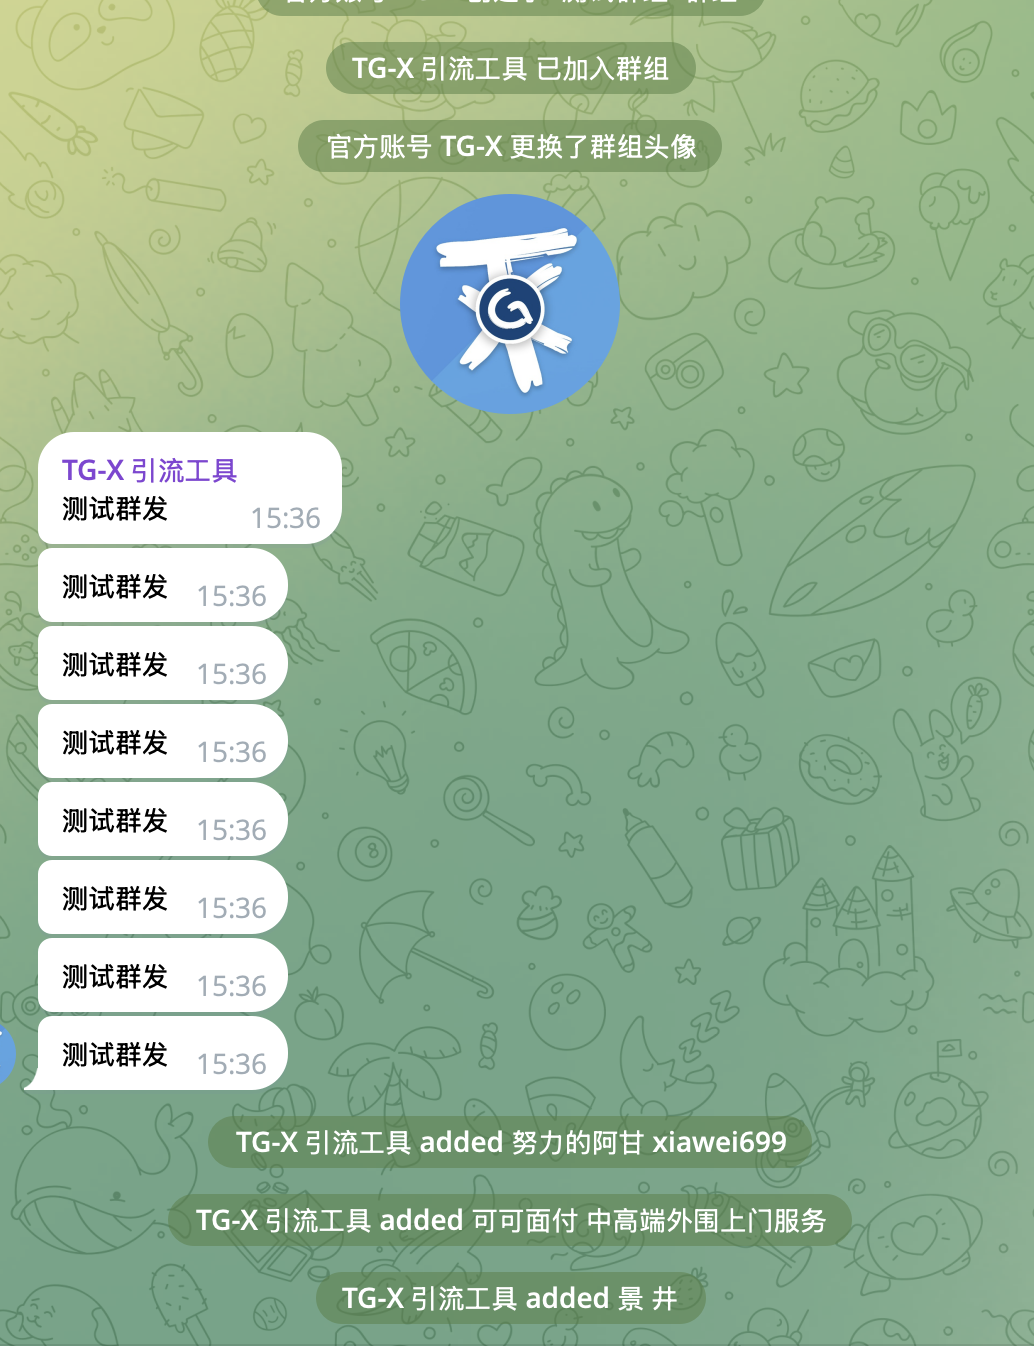 TG-X 引流工具 已加入群组
官方账号 TG-X 更换了群组头像
TG-X 引流工具
测试群发 15:36
测试群发 15:36
测试群发 15:36
测试群发 15:36
测试群发 15:36
测试群发 15:36
测试群发 15:36
测试群发 15:36
TG-X 引流工具 added 努力的阿甘 xiawei699
TG-X 引流工具 added 可可面付 中高端外围上门服务
TG-X 引流工具 added 景 井